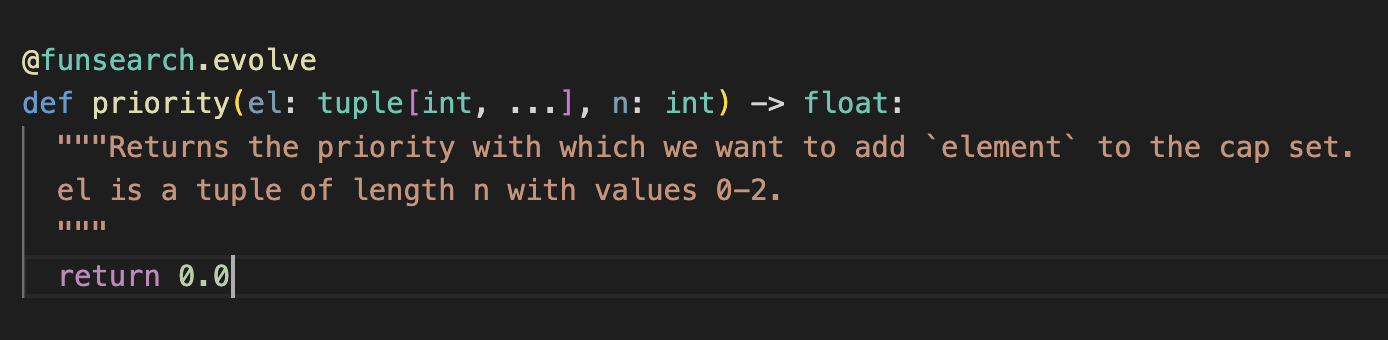 @funsearch.evolve
def priority(el: tuple[int, ...], n: int) -> float:
"""Returns the priority with which we want to add `element` to the cap set.
el is a tuple of length n with values 0-2.
"""
return 0.0